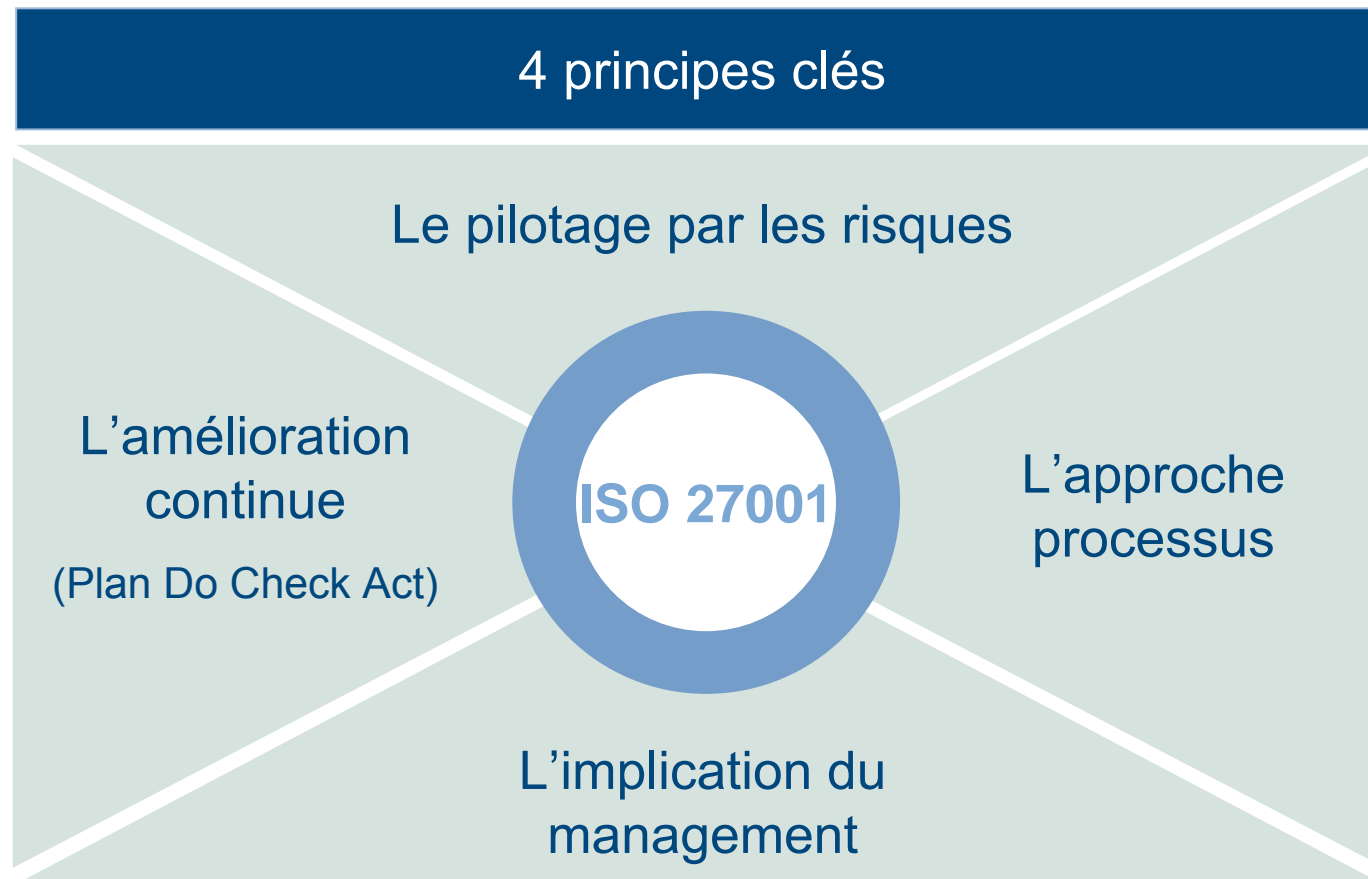 4 principes clés
Le pilotage par les risques
L’amélioration
continue
(Plan Do Check Act)
ISO 27001
L’approche
processus
L’implication du
management